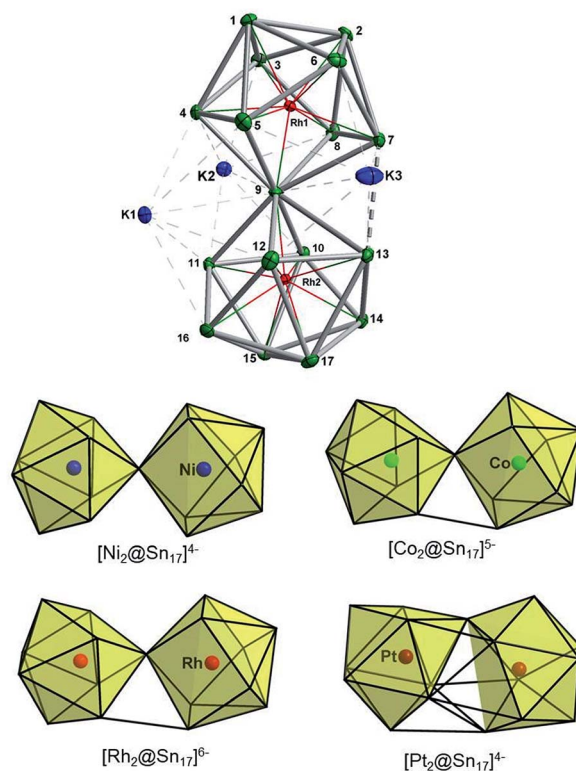 1
2
3
6
Rh1
4
5
8
7
K2
9
K3
K1
12
10
13
11
Rh2
16
14
15
17
Ni
Co
[Ni₂@Sn₁₇]⁴⁻
[Co₂@Sn₁₇]⁵⁻
Rh
Pt
[Rh₂@Sn₁₇]⁶⁻
[Pt₂@Sn₁₇]⁴⁻